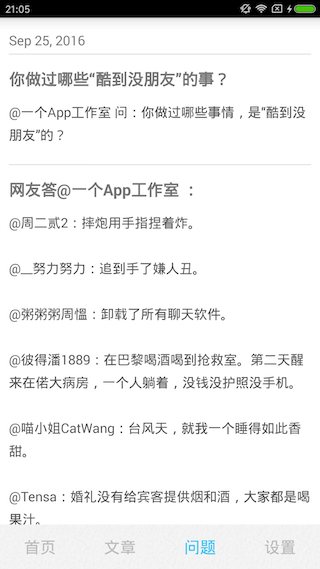 21:05
Sep 25, 2016
你做过哪些“酷到没朋友”的事？
@一个App工作室 问：你做过哪些事情，是“酷到没
朋友”的？
网友答@一个App工作室 ：
@周二贰2：摔炮用手指捏着炸。
@__努力努力：追到手了嫌人丑。
@粥粥粥周慍：卸载了所有聊天软件。
@彼得潘1889：在巴黎喝酒喝到抢救室。第二天醒
来在偌大病房，一个人躺着，没钱没护照没手机。
@喵小姐CatWang：台风天，就我一个睡得如此香
甜。
@Tensa：婚礼没有给宾客提供烟和酒，大家都是喝
果汁。
首页 文章 问题 设置